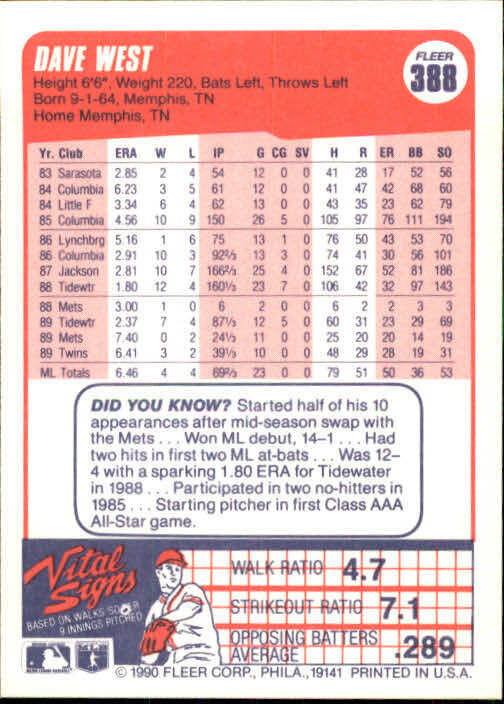 DAVE WEST
FLEER
388
Height 6'6", Weight 220, Bats Left, Throws Left
Born 9-1-64, Memphis, TN
Home Memphis, TN
Yr. Club ERA W L IP G CG SV H R ER BB SO
83 Sarasota 2.85 2 4 54 12 0 0 41 28 17 52 56
84 Columbia 6.23 3 5 61 12 0 0 41 47 42 68 60
84 Little F 3.34 6 4 62 13 0 0 43 35 23 62 79
85 Columbia 4.56 10 9 150 26 5 0 105 97 76 111 194
86 Lynchbrg 5.16 1 6 75 13 1 0 76 50 43 53 70
86 Columbia 2.91 10 3 92⅔ 13 3 0 74 41 30 56 101
87 Jackson 2.81 10 7 166⅔ 25 4 0 152 67 52 81 186
88 Tidewtr 1.80 12 4 160⅓ 23 7 0 106 42 32 97 143
88 Mets 3.00 1 0 6 2 0 0 6 2 2 3 3
89 Tidewtr 2.37 7 4 87⅓ 12 5 0 60 31 23 29 69
89 Mets 7.40 0 2 24⅓ 11 0 0 25 20 20 14 19
89 Twins 6.41 3 2 39⅓ 10 0 0 48 29 28 19 31
ML Totals 6.46 4 4 69⅔ 23 0 0 79 51 50 36 53
DID YOU KNOW? Started half of his 10
appearances after mid-season swap with
the Mets . . . Won ML debut, 14–1 . . . Had
two hits in first two ML at-bats . . . Was 12–
4 with a sparking 1.80 ERA for Tidewater
in 1988 . . . Participated in two no-hitters in
1985 . . . Starting pitcher in first Class AAA
All-Star game.
Vital
Signs
BASED ON WALKS/SO PER
9 INNINGS PITCHED
WALK RATIO 4.7
STRIKEOUT RATIO 7.1
OPPOSING BATTERS
AVERAGE .289
© 1990 FLEER CORP., PHILA., 19141 PRINTED IN U.S.A.